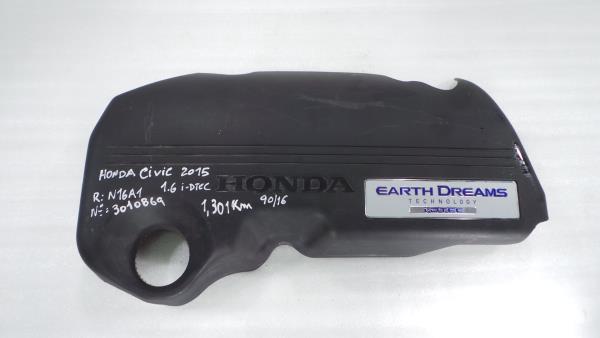 HONDA Civic 2015
R: N16A1 1.6 i-DTEC
Nº: 3010869
1,301Km 90/16
HONDA
EARTH DREAMS
TECHNOLOGY